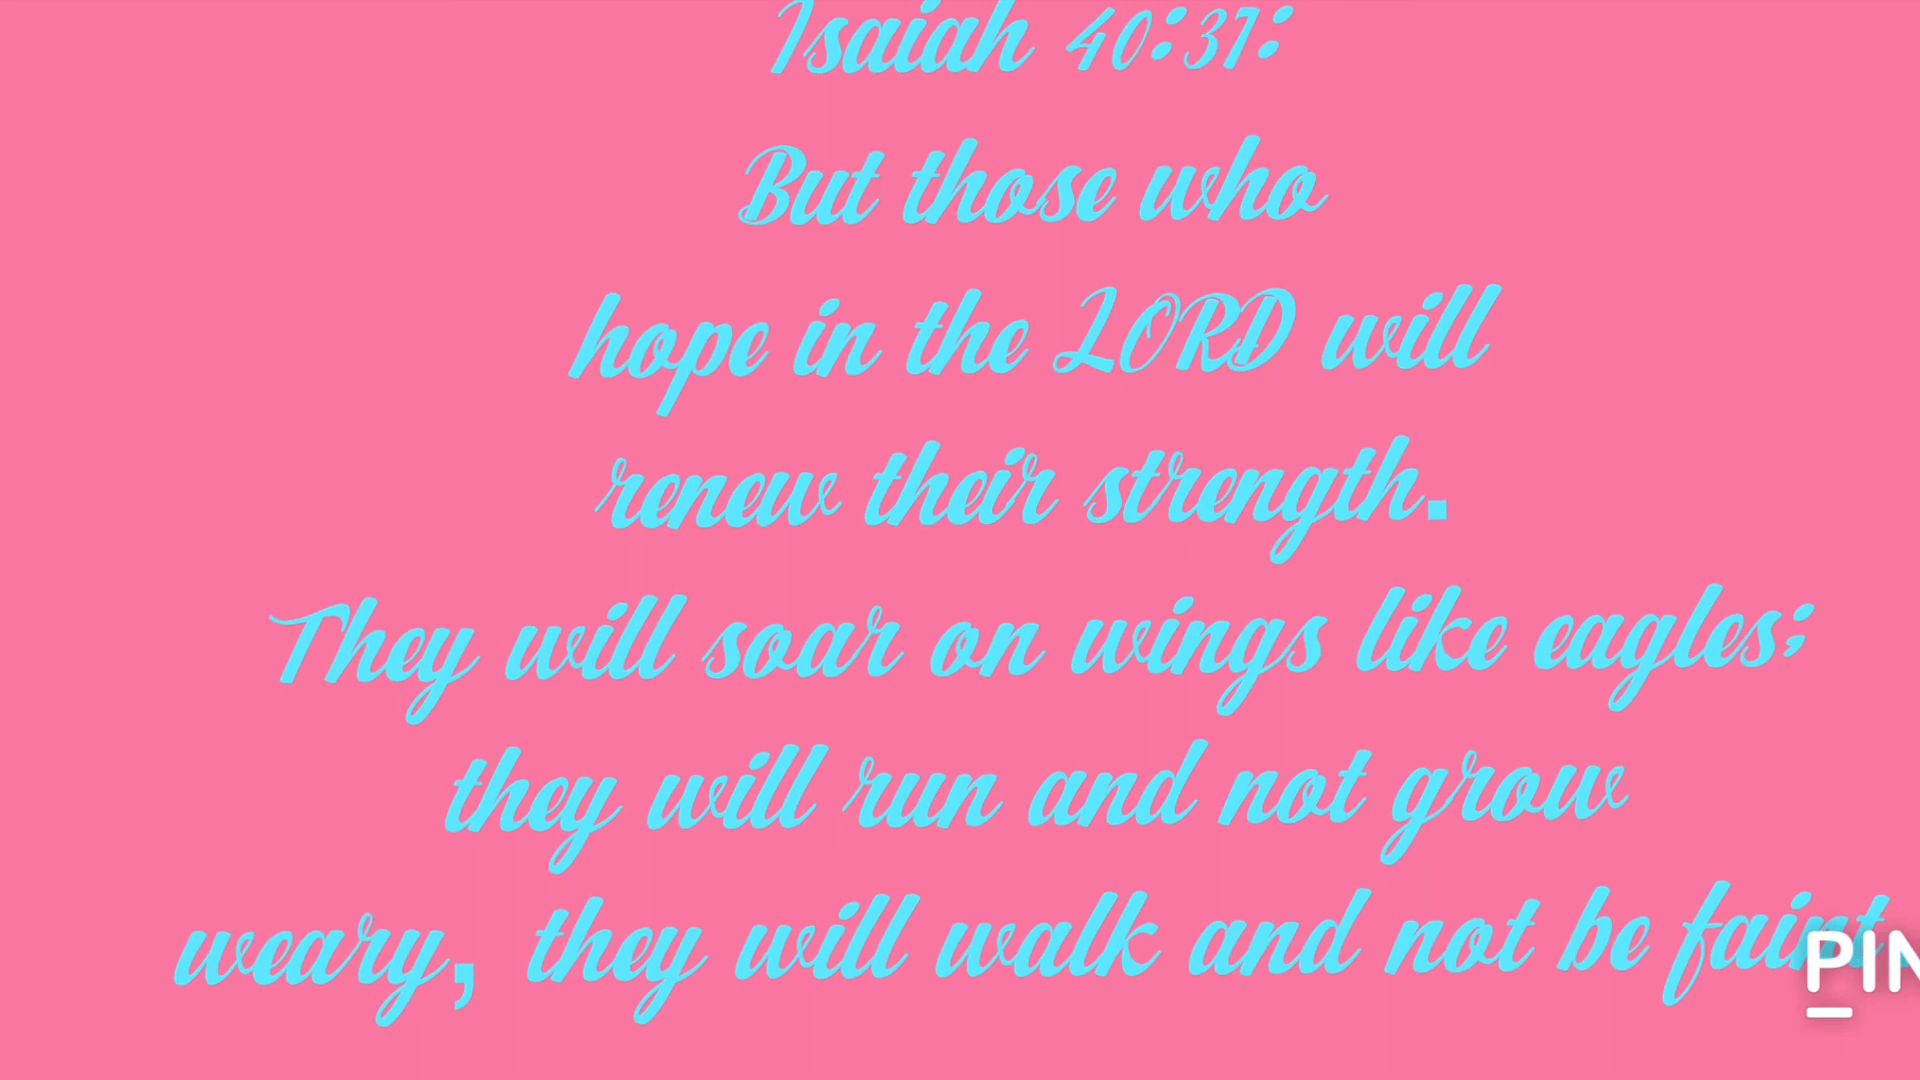 Isaiah 40:31:
But those who
hope in the LORD will
renew their strength.
They will soar on wings like eagles;
they will run and not grow
weary, they will walk and not be faint
PIN